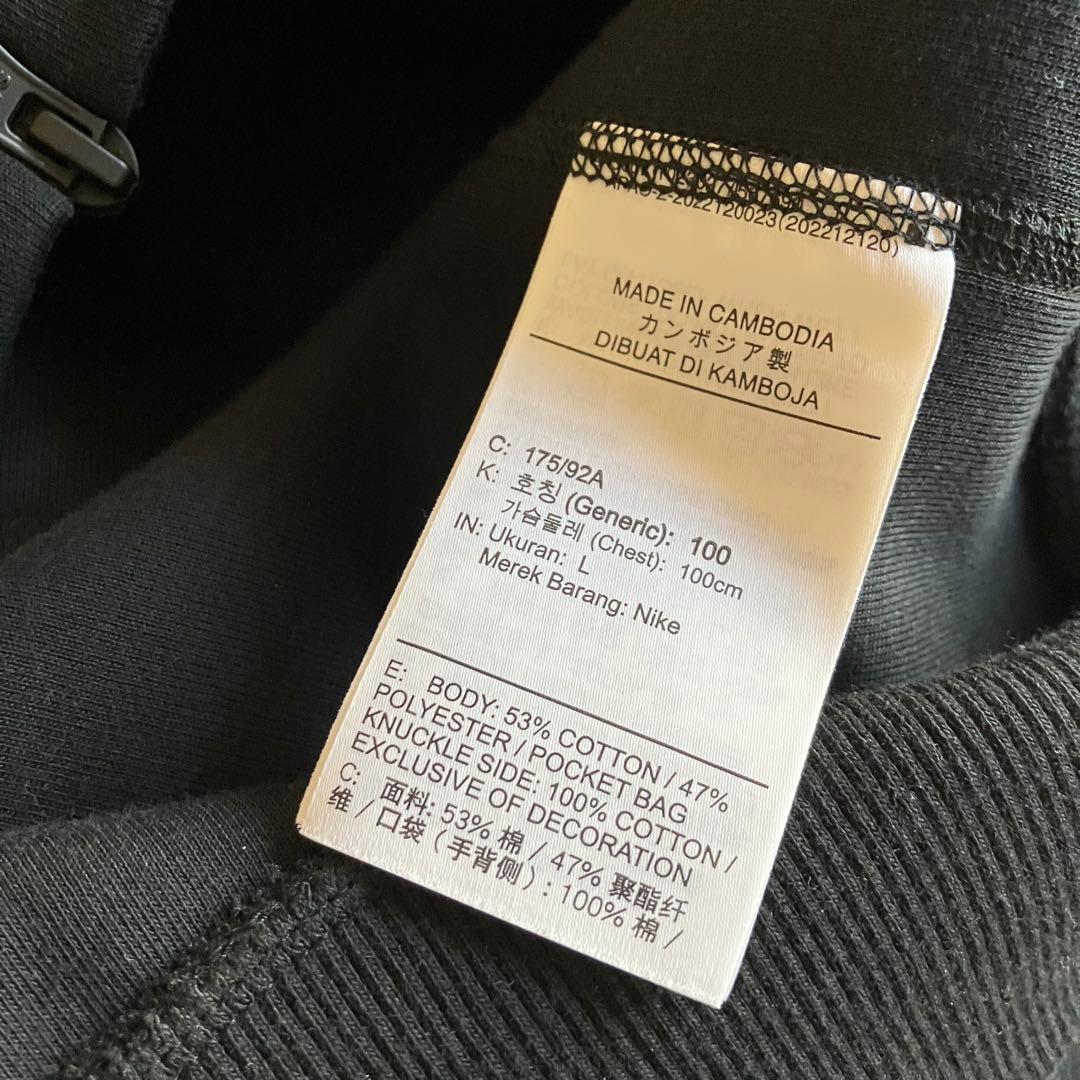 2022120023(202212120)
MADE IN CAMBODIA
カンボジア製
DIBUAT DI KAMBOJA
C: 175/92A
K: 호칭 (Generic): 100
가슴둘레 (Chest): 100cm
IN: Ukuran: L
Merek Barang: Nike
E: BODY: 53% COTTON / 47%
POLYESTER / POCKET BAG
KNUCKLE SIDE: 100% COTTON /
EXCLUSIVE OF DECORATION
C: 面料: 53% 棉 / 47% 聚酯纤
维 / 口袋 ( 手背侧 ) : 100% 棉 /